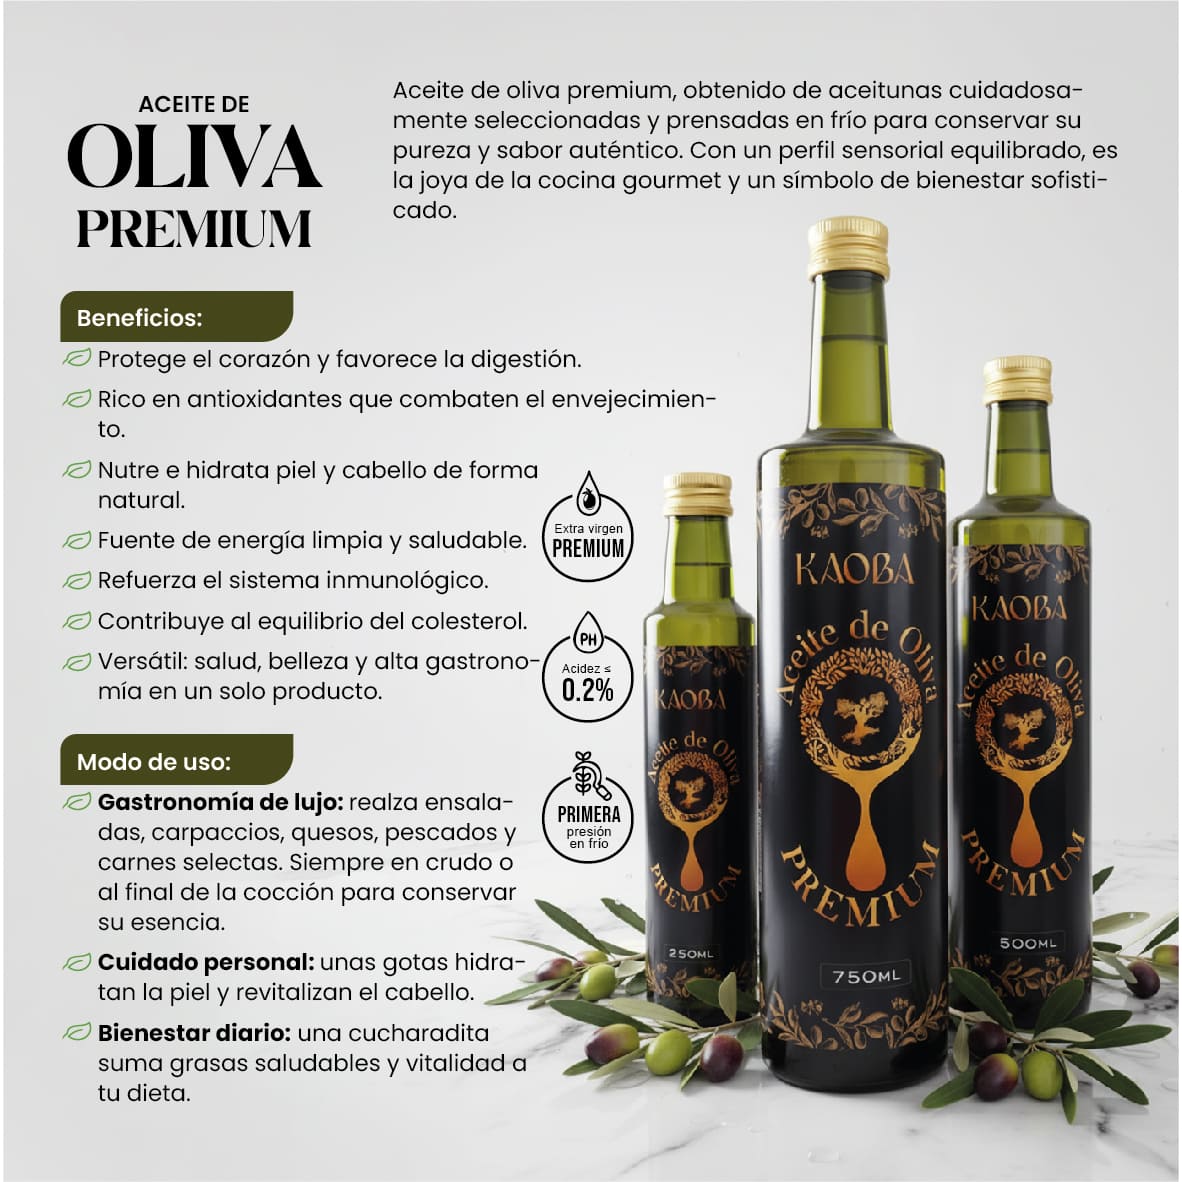 ACEITE DE
OLIVA
PREMIUM
Aceite de oliva premium, obtenido de aceitunas cuidadosa-
mente seleccionadas y prensadas en frío para conservar su
pureza y sabor auténtico. Con un perfil sensorial equilibrado, es
la joya de la cocina gourmet y un símbolo de bienestar sofisti-
cado.
Beneficios:
Protege el corazón y favorece la digestión.
Rico en antioxidantes que combaten el envejecimien-
to.
Nutre e hidrata piel y cabello de forma
natural.
Fuente de energía limpia y saludable.
Refuerza el sistema inmunológico.
Contribuye al equilibrio del colesterol.
Versátil: salud, belleza y alta gastrono-
mía en un solo producto.
Modo de uso:
Gastronomía de lujo: realza ensala-
das, carpaccios, quesos, pescados y
carnes selectas. Siempre en crudo o
al final de la cocción para conservar
su esencia.
Cuidado personal: unas gotas hidra-
tan la piel y revitalizan el cabello.
Bienestar diario: una cucharadita
suma grasas saludables y vitalidad a
tu dieta.
Extra virgen
PREMIUM
PH
Acidez ≤
0.2%
PRIMERA
presión
en frío
KAOBA
Aceite de Oliva
PREMIUM
250ML
KAOBA
Aceite de Oliva
PREMIUM
750ML
KAOBA
Aceite de Oliva
PREMIUM
500ML